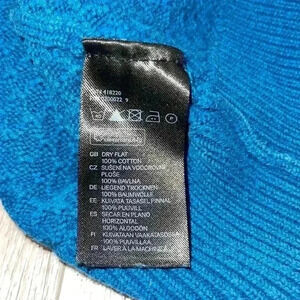 418220
GB DRY FLAT
100% COTTON
CZ SUŠENÍ NA VODOROVNÉ
PLOŠE
100% BAVLNA
DE LIEGEND TROCKNEN
100% BAUMWOLLE
EE KUIVATA TASASEL PINNAL
100% PUUVILL
ES SECAR EN PLANO
HORIZONTAL
100% ALGODÓN
FI KUIVATAAN VAAKATASOSSA
100% PUUVILLA
FR LAVER A LA MACHINE A